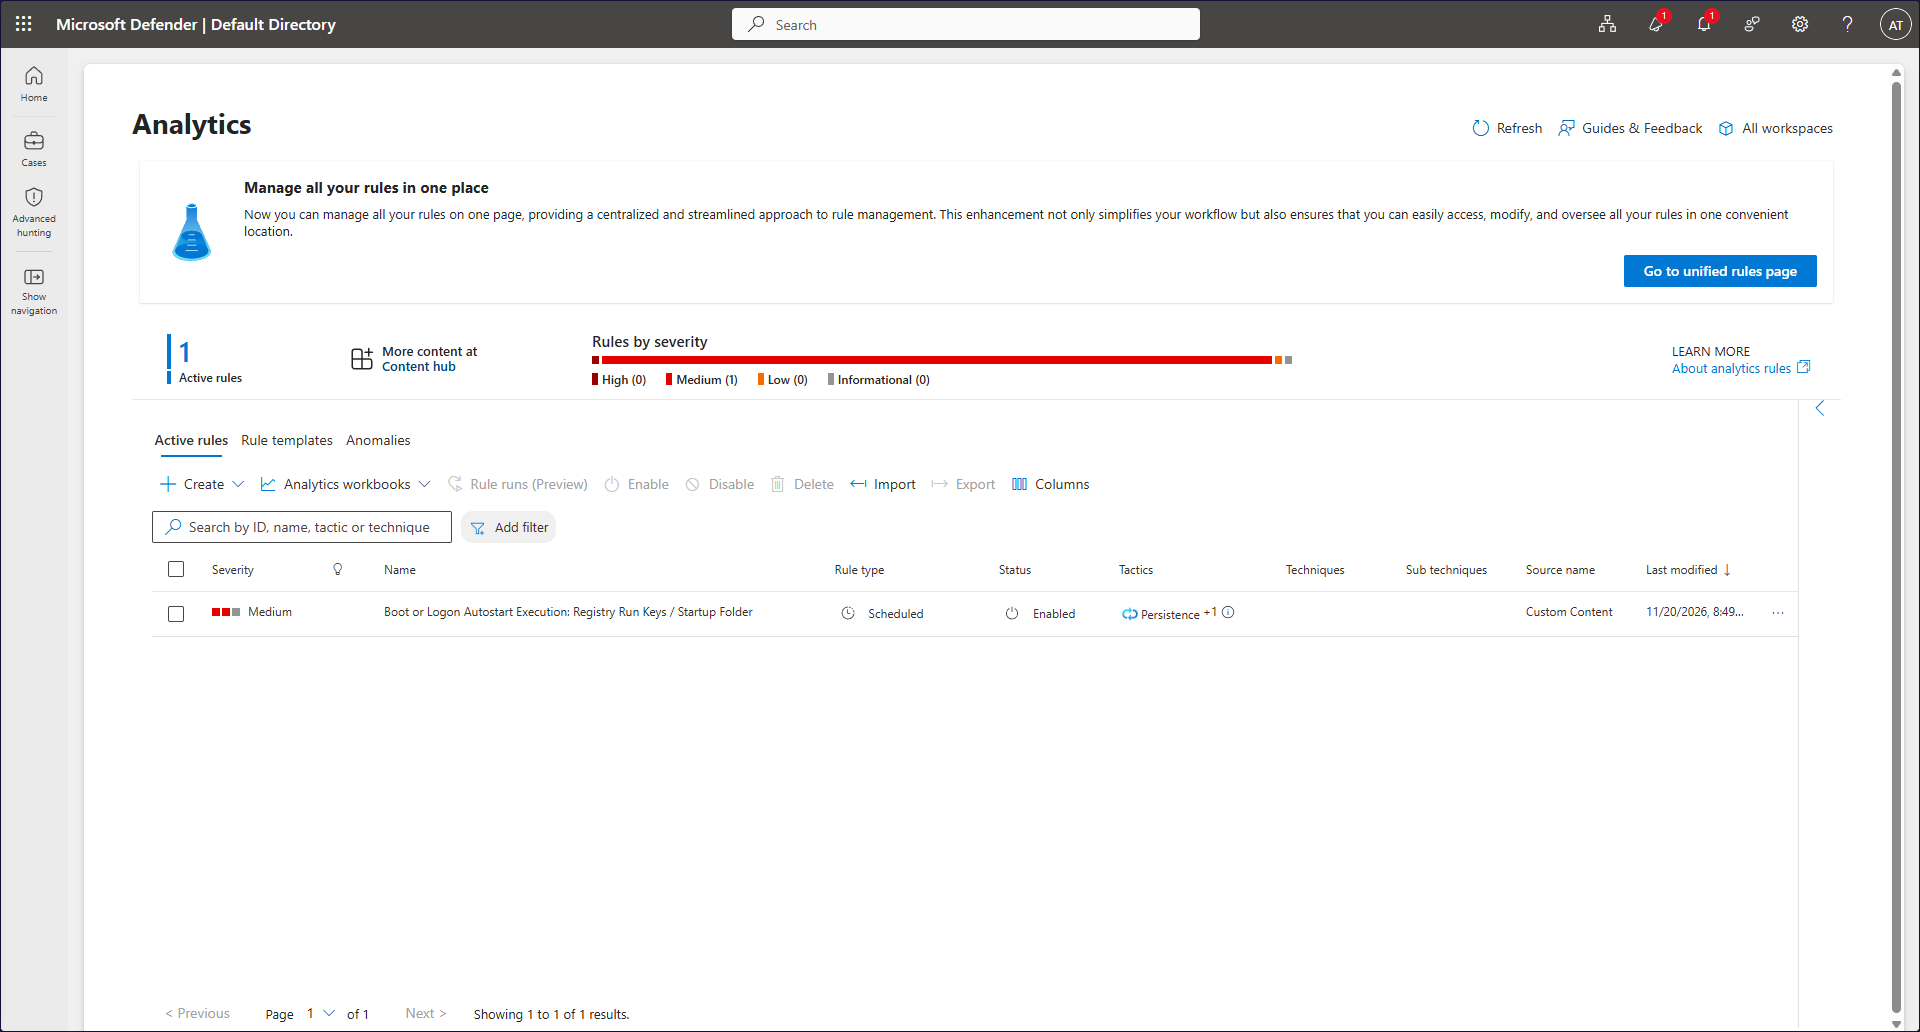 Microsoft Defender | Default Directory
Search
1
1
AT
Home
Cases
Advanced
hunting
Show
navigation
Analytics
Refresh
Guides & Feedback
All workspaces
Manage all your rules in one place
Now you can manage all your rules on one page, providing a centralized and streamlined approach to rule management. This enhancement not only simplifies your workflow but also ensures that you can easily access, modify, and oversee all your rules in one convenient
location.
Go to unified rules page
1
Active rules
More content at
Content hub
Rules by severity
High (0)
Medium (1)
Low (0)
Informational (0)
LEARN MORE
About analytics rules
Active rules
Rule templates
Anomalies
Create
Analytics workbooks
Rule runs (Preview)
Enable
Disable
Delete
Import
Export
Columns
Search by ID, name, tactic or technique
Add filter
Severity
Name
Rule type
Status
Tactics
Techniques
Sub techniques
Source name
Last modified ↓
Medium
Boot or Logon Autostart Execution: Registry Run Keys / Startup Folder
Scheduled
Enabled
Persistence +1
Custom Content
11/20/2026, 8:49...
...
< Previous
Page 1 of 1
Next >
Showing 1 to 1 of 1 results.